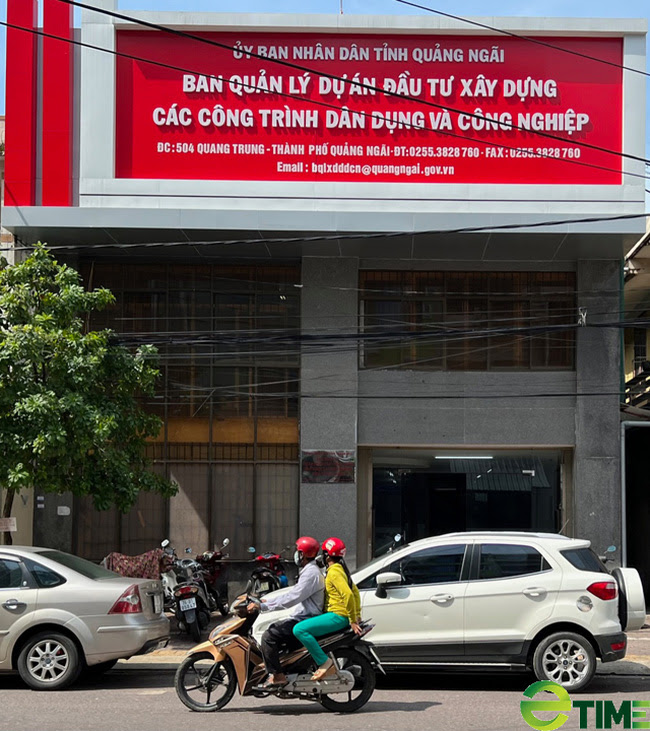 ỦY BAN NHÂN DÂN TỈNH QUẢNG NGÃI
BAN QUẢN LÝ DỰ ÁN ĐẦU TƯ XÂY DỰNG
CÁC CÔNG TRÌNH DÂN DỤNG VÀ CÔNG NGHIỆP
ĐC: 504 QUANG TRUNG - THÀNH PHỐ QUẢNG NGÃI - ĐT: 0255.3828 760 - FAX: 0255.3828 760
Email : bqlxdddcn@quangngai.gov.vn
eTIME